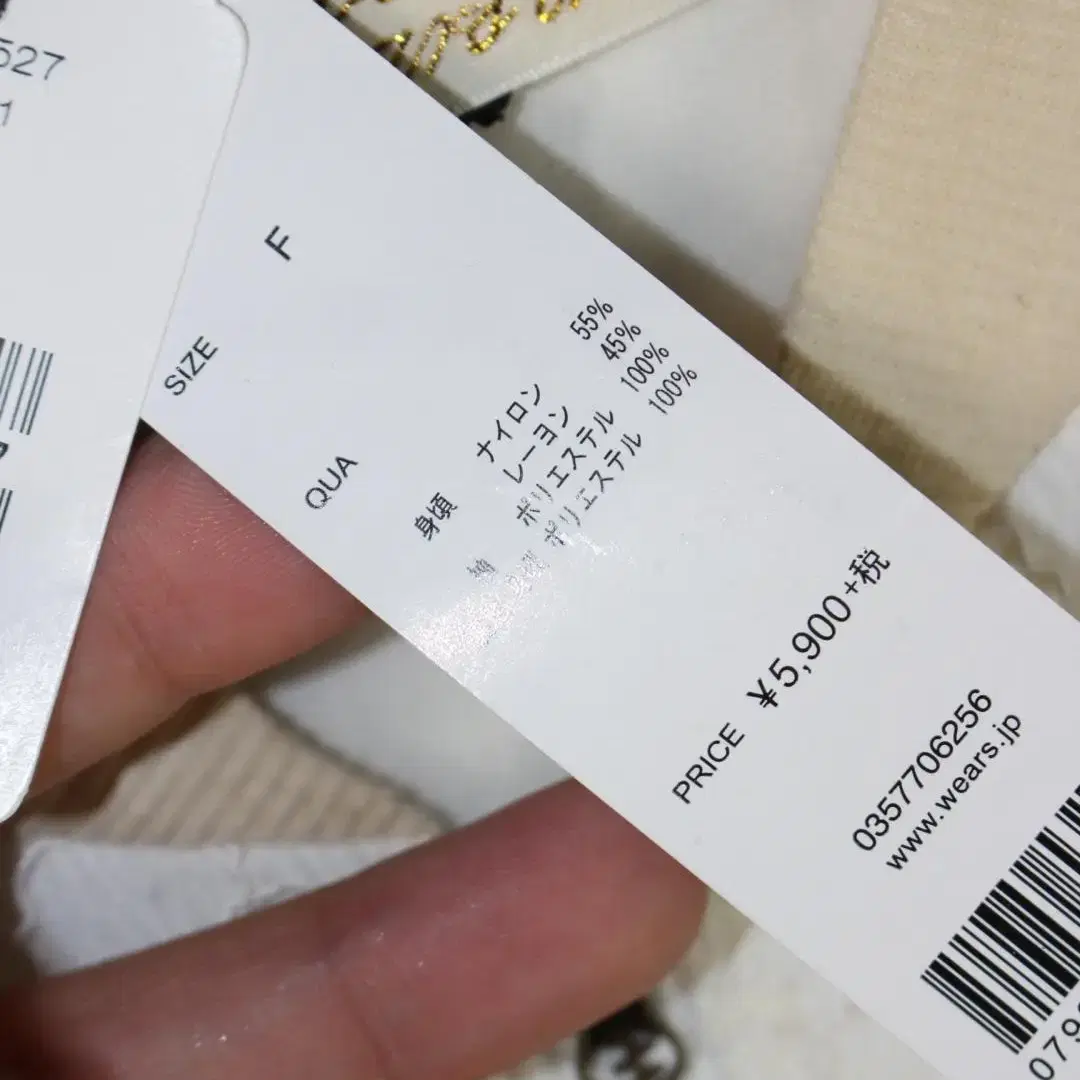 527
1
SIZE F
QUA 身頃 ナイロン 55%
レーヨン 45%
袖 ポリエステル 100%
ポリエステル 100%
PRICE ¥5,900+税
0357706256
www.wears.jp
079